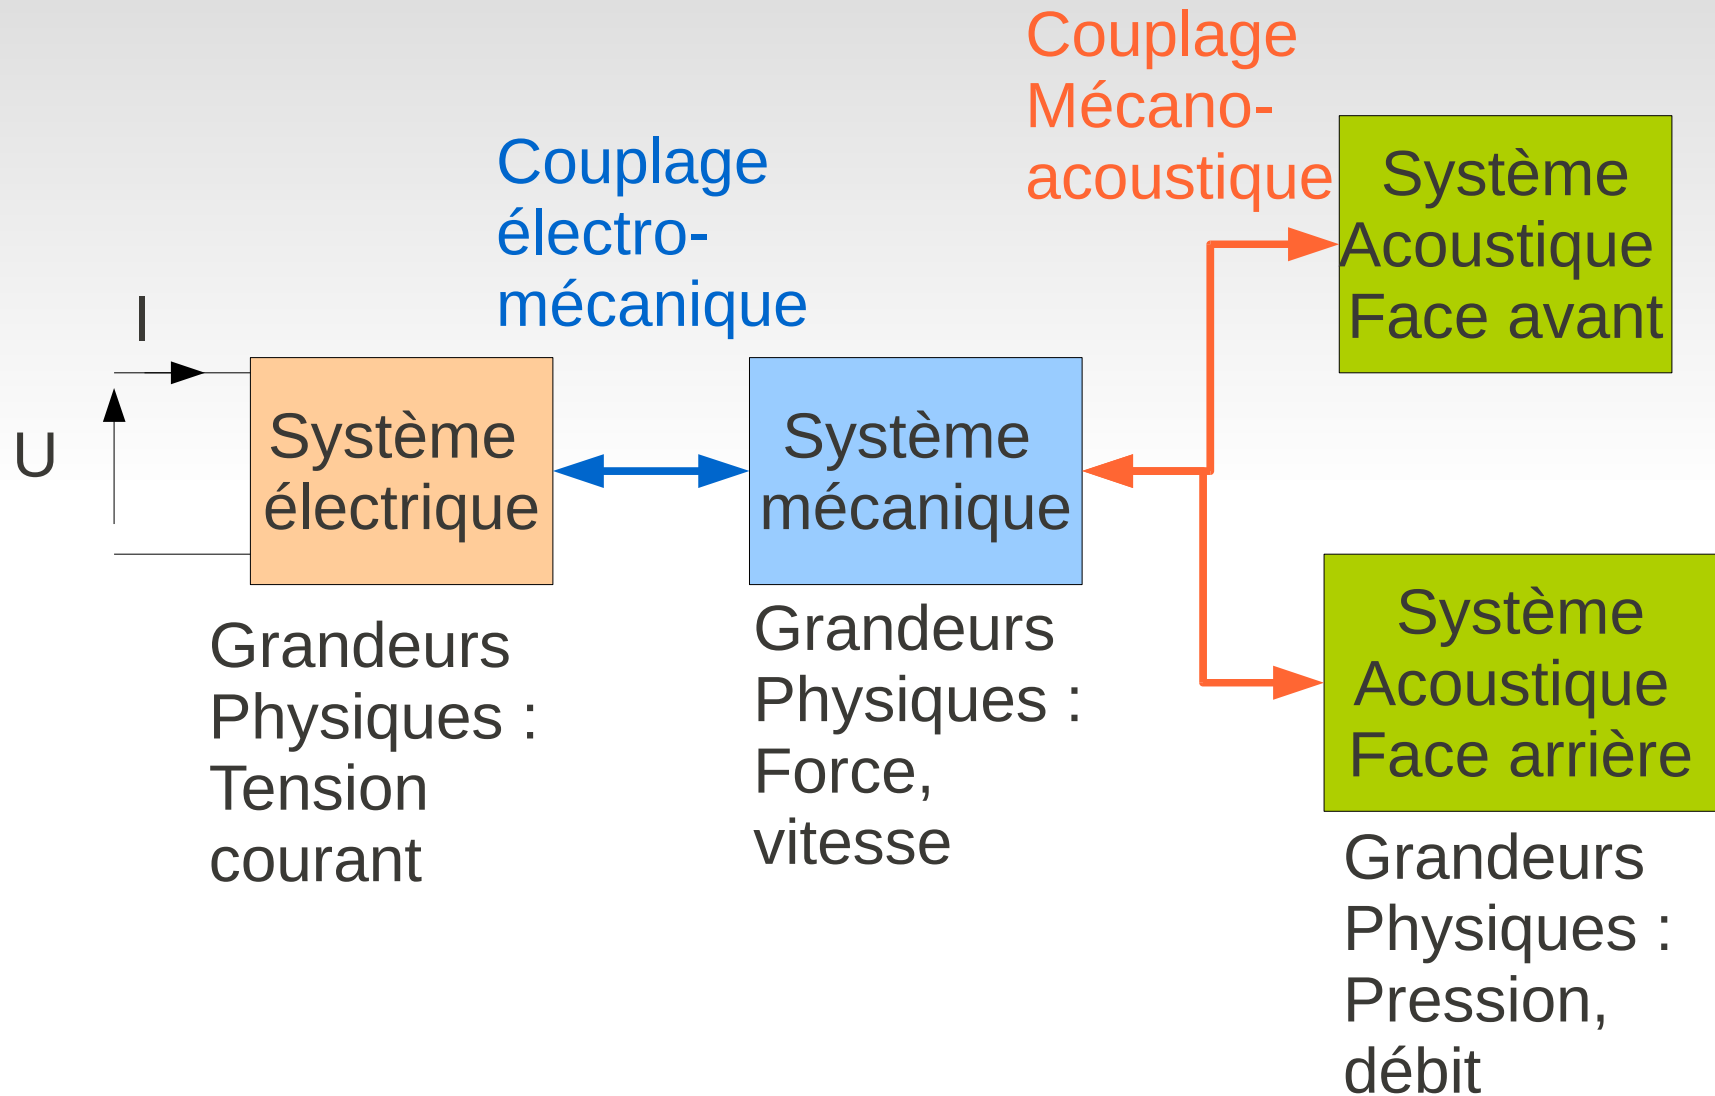 Couplage
Mécano-
acoustique
Couplage
électro-
mécanique
I
U
Système
électrique
Système
mécanique
Système
Acoustique
Face avant
Système
Acoustique
Face arrière
Grandeurs
Physiques :
Tension
courant
Grandeurs
Physiques :
Force,
vitesse
Grandeurs
Physiques :
Pression,
débit